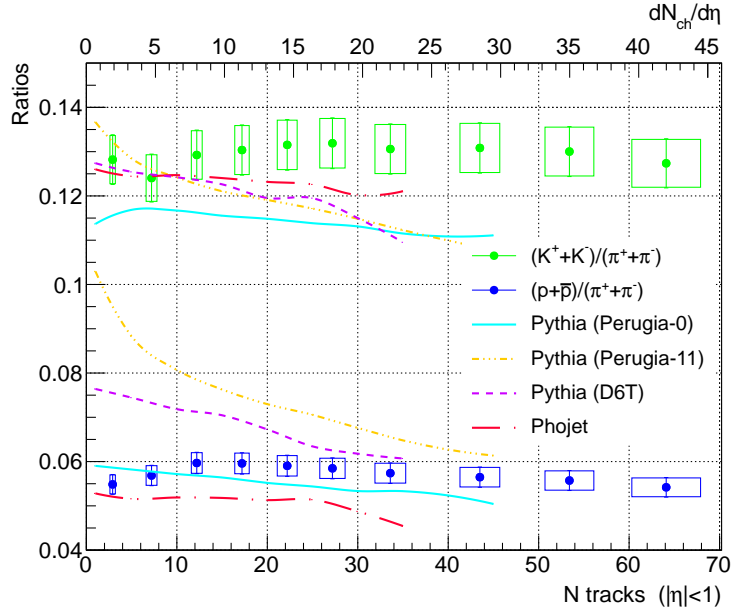 dN_ch/dη
0 5 10 15 20 25 30 35 40 45
Ratios
0.14
0.12
0.1
0.08
0.06
0.04
(K⁺+K⁻)/(π⁺+π⁻)
(p+p̅)/(π⁺+π⁻)
Pythia (Perugia-0)
Pythia (Perugia-11)
Pythia (D6T)
Phojet
0 10 20 30 40 50 60 70
N tracks (|η|<1)